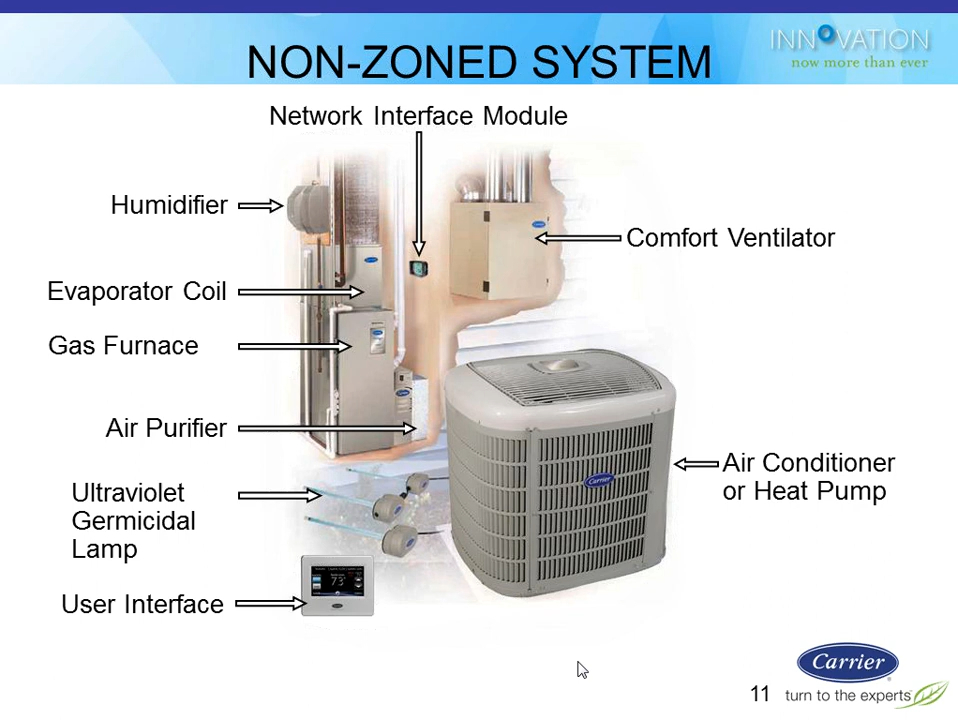 NON-ZONED SYSTEM
INNOVATION
now more than ever
Network Interface Module
Humidifier
Comfort Ventilator
Evaporator Coil
Gas Furnace
Air Purifier
Air Conditioner
or Heat Pump
Ultraviolet
Germicidal
Lamp
Carrier
73°
User Interface
Carrier
11
turn to the experts